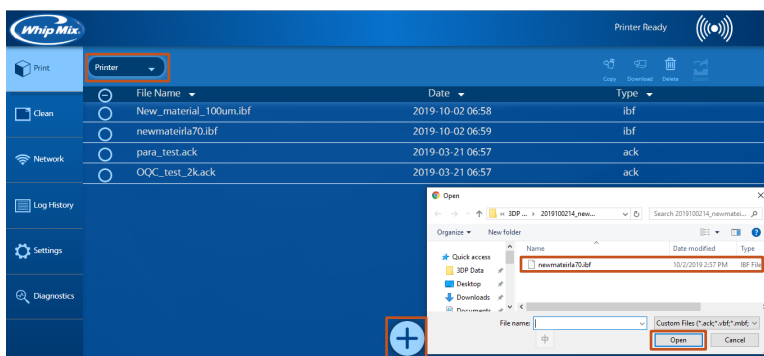 Whip Mix
Printer Ready
Print
Printer
Copy Download Delete Export
File Name Date Type
New_material_100um.ibf 2019-10-02 06:58 ibf
newmateirla70.ibf 2019-10-02 06:59 ibf
para_test.ack 2019-03-21 06:57 ack
OQC_test_2k.ack 2019-03-21 06:57 ack
Clean
Network
Log History
Settings
Diagnostics
Open
« 3DP ... › 2019100214_new... Search 2019100214_newmatei...
Organize New folder
Name Date modified Type
Quick access
3DP Data
Desktop
Downloads
Documents
newmateirla70.ibf 10/2/2019 2:57 PM IBF File
File name: Custom Files (*.ack;*.vbf;*.mbf;
中 Open Cancel